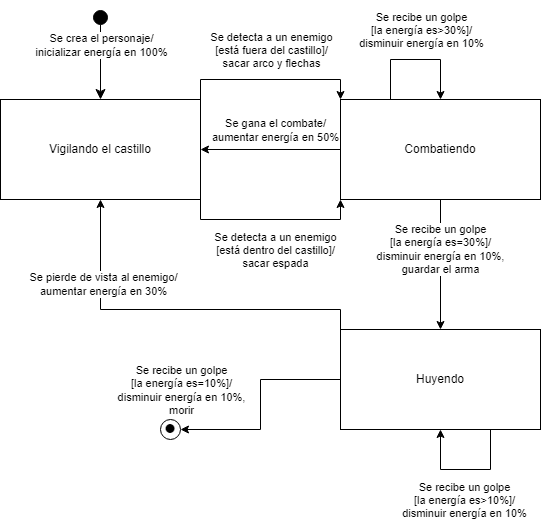 Se crea el personaje/
inicializar energía en 100%
Se detecta a un enemigo
[está fuera del castillo]/
sacar arco y flechas
Se recibe un golpe
[la energía es>30%]/
disminuir energía en 10%
Vigilando el castillo
Se gana el combate/
aumentar energía en 50%
Combatiendo
Se detecta a un enemigo
[está dentro del castillo]/
sacar espada
Se recibe un golpe
[la energía es=30%]/
disminuir energía en 10%,
guardar el arma
Se pierde de vista al enemigo/
aumentar energía en 30%
Huyendo
Se recibe un golpe
[la energía es=10%]/
disminuir energía en 10%,
morir
Se recibe un golpe
[la energía es>10%]/
disminuir energía en 10%